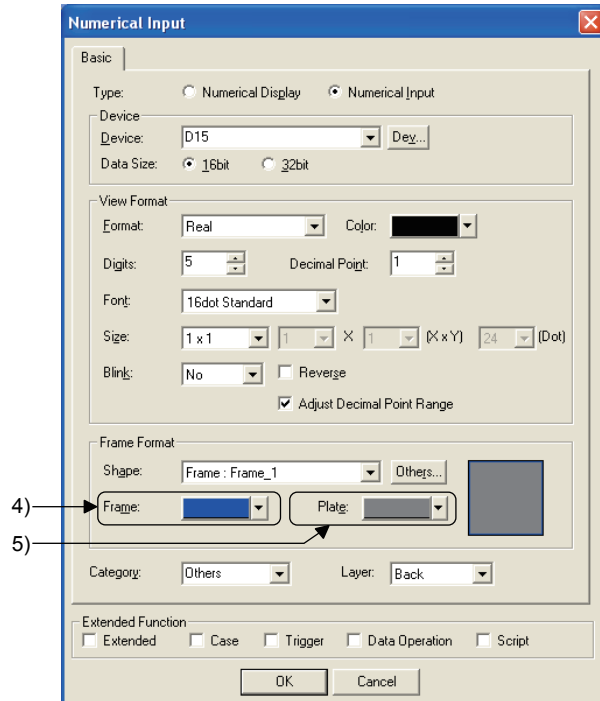 Numerical Input
Basic
Type: Numerical Display Numerical Input
Device
Device: D15 Dev...
Data Size: 16bit 32bit
View Format
Format: Real Color:
Digits: 5 Decimal Point: 1
Font: 16dot Standard
Size: 1 x 1 1 X 1 (X x Y) 24 (Dot)
Blink: No Reverse
Adjust Decimal Point Range
Frame Format
Shape: Frame : Frame_1 Others...
4) Frame: Plate:
5)
Category: Others Layer: Back
Extended Function
Extended Case Trigger Data Operation Script
OK Cancel